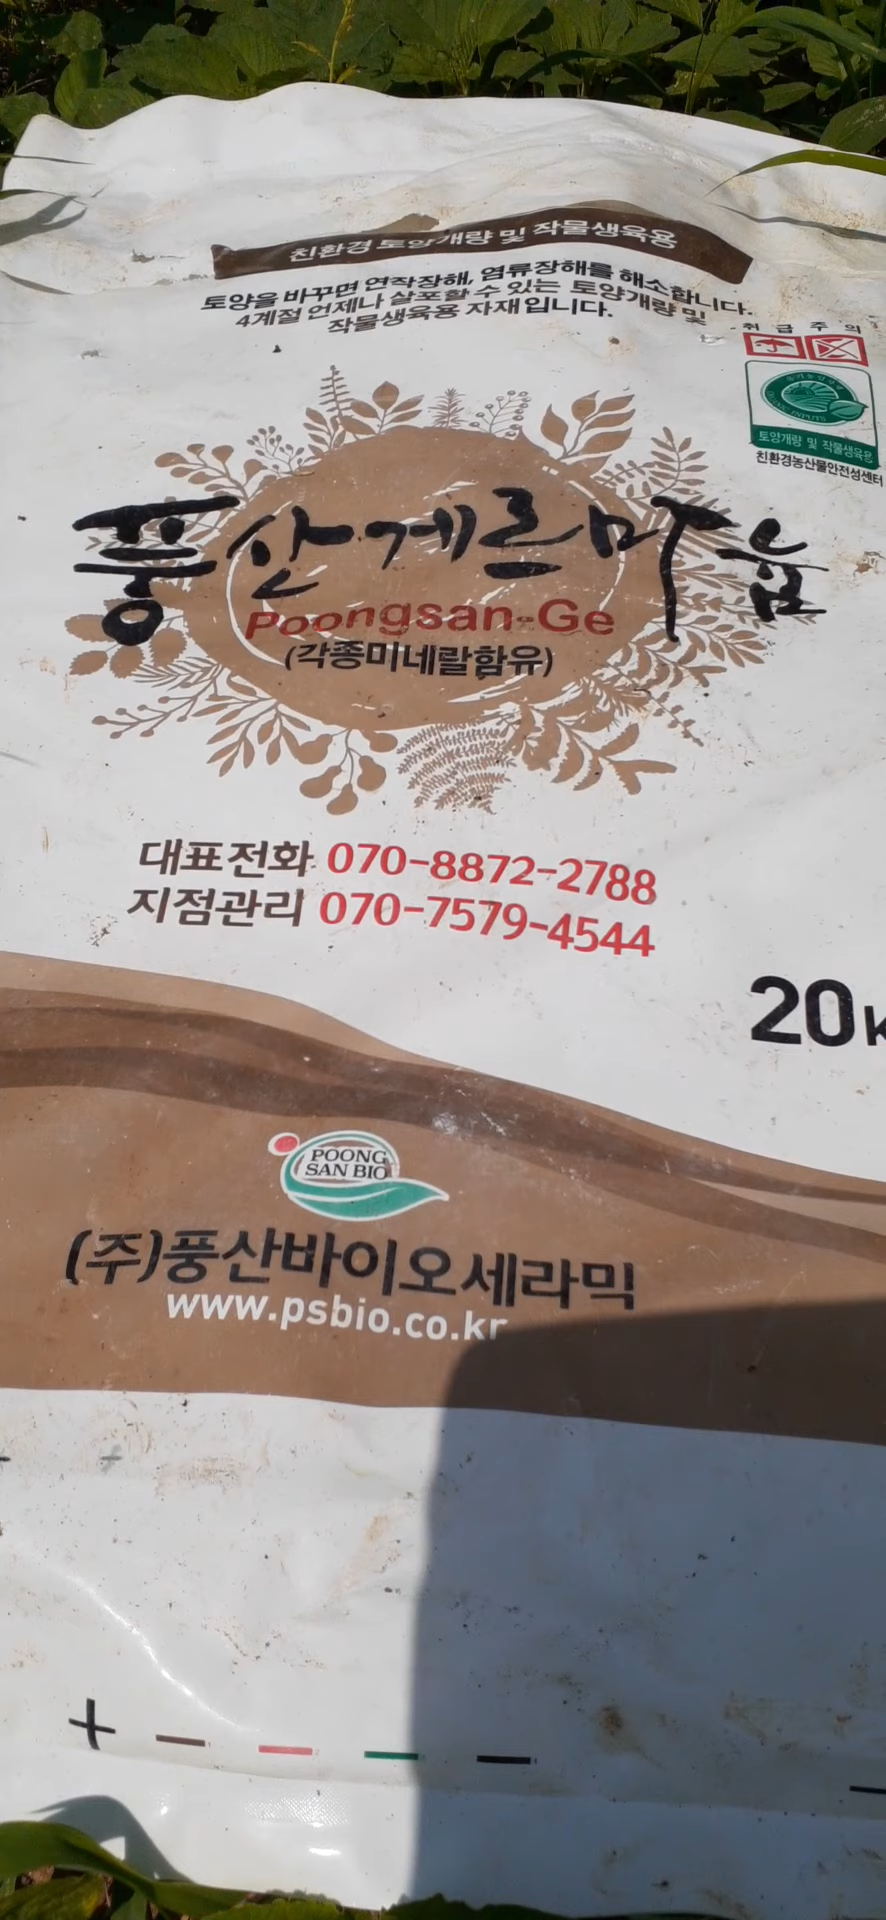 친환경 토양개량 및 작물생육용
토양을 바꾸면 연작장해, 염류장해를 해소합니다.
4계절 언제나 살포할 수 있는 토양개량 및
작물생육용 자재입니다.
취급주의
토양개량 및 작물생육용
친환경농산물안전성센터
풍산게르마늄
Poongsan-Ge
(각종미네랄함유)
대표전화 070-8872-2788
지점관리 070-7579-4544
20k
POONG
SAN BIO
(주)풍산바이오세라믹
www.psbio.co.kr